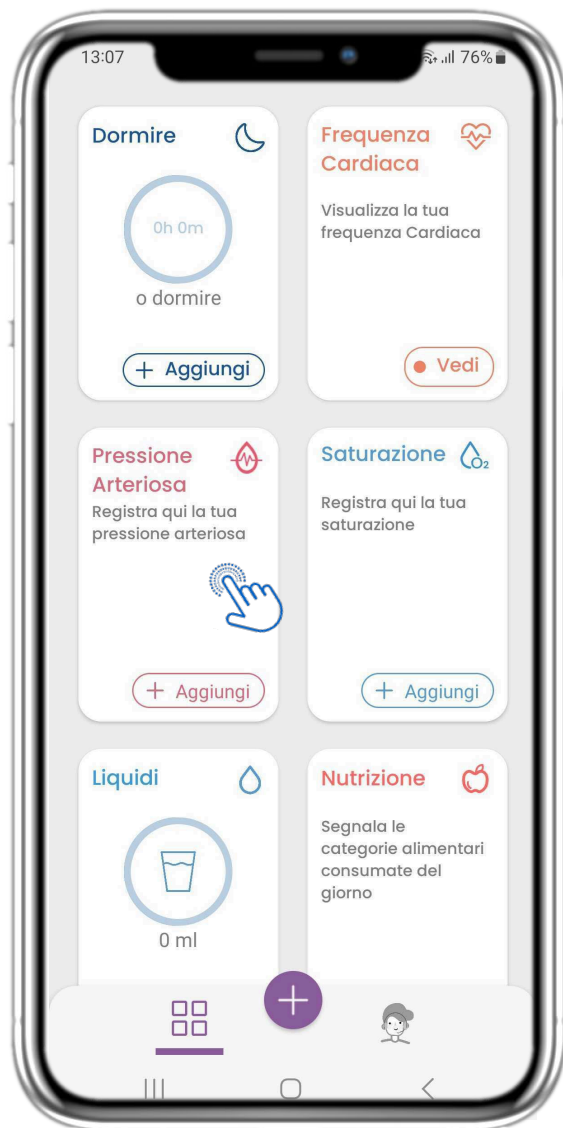 13:07
76%
Dormire
0h 0m
o dormire
+ Aggiungi
Frequenza
Cardiaca
Visualizza la tua
frequenza Cardiaca
Vedi
Pressione
Arteriosa
Registra qui la tua
pressione arteriosa
+ Aggiungi
Saturazione
O2
Registra qui la tua
saturazione
+ Aggiungi
Liquidi
0 ml
Nutrizione
Segnala le
categorie alimentari
consumate del
giorno